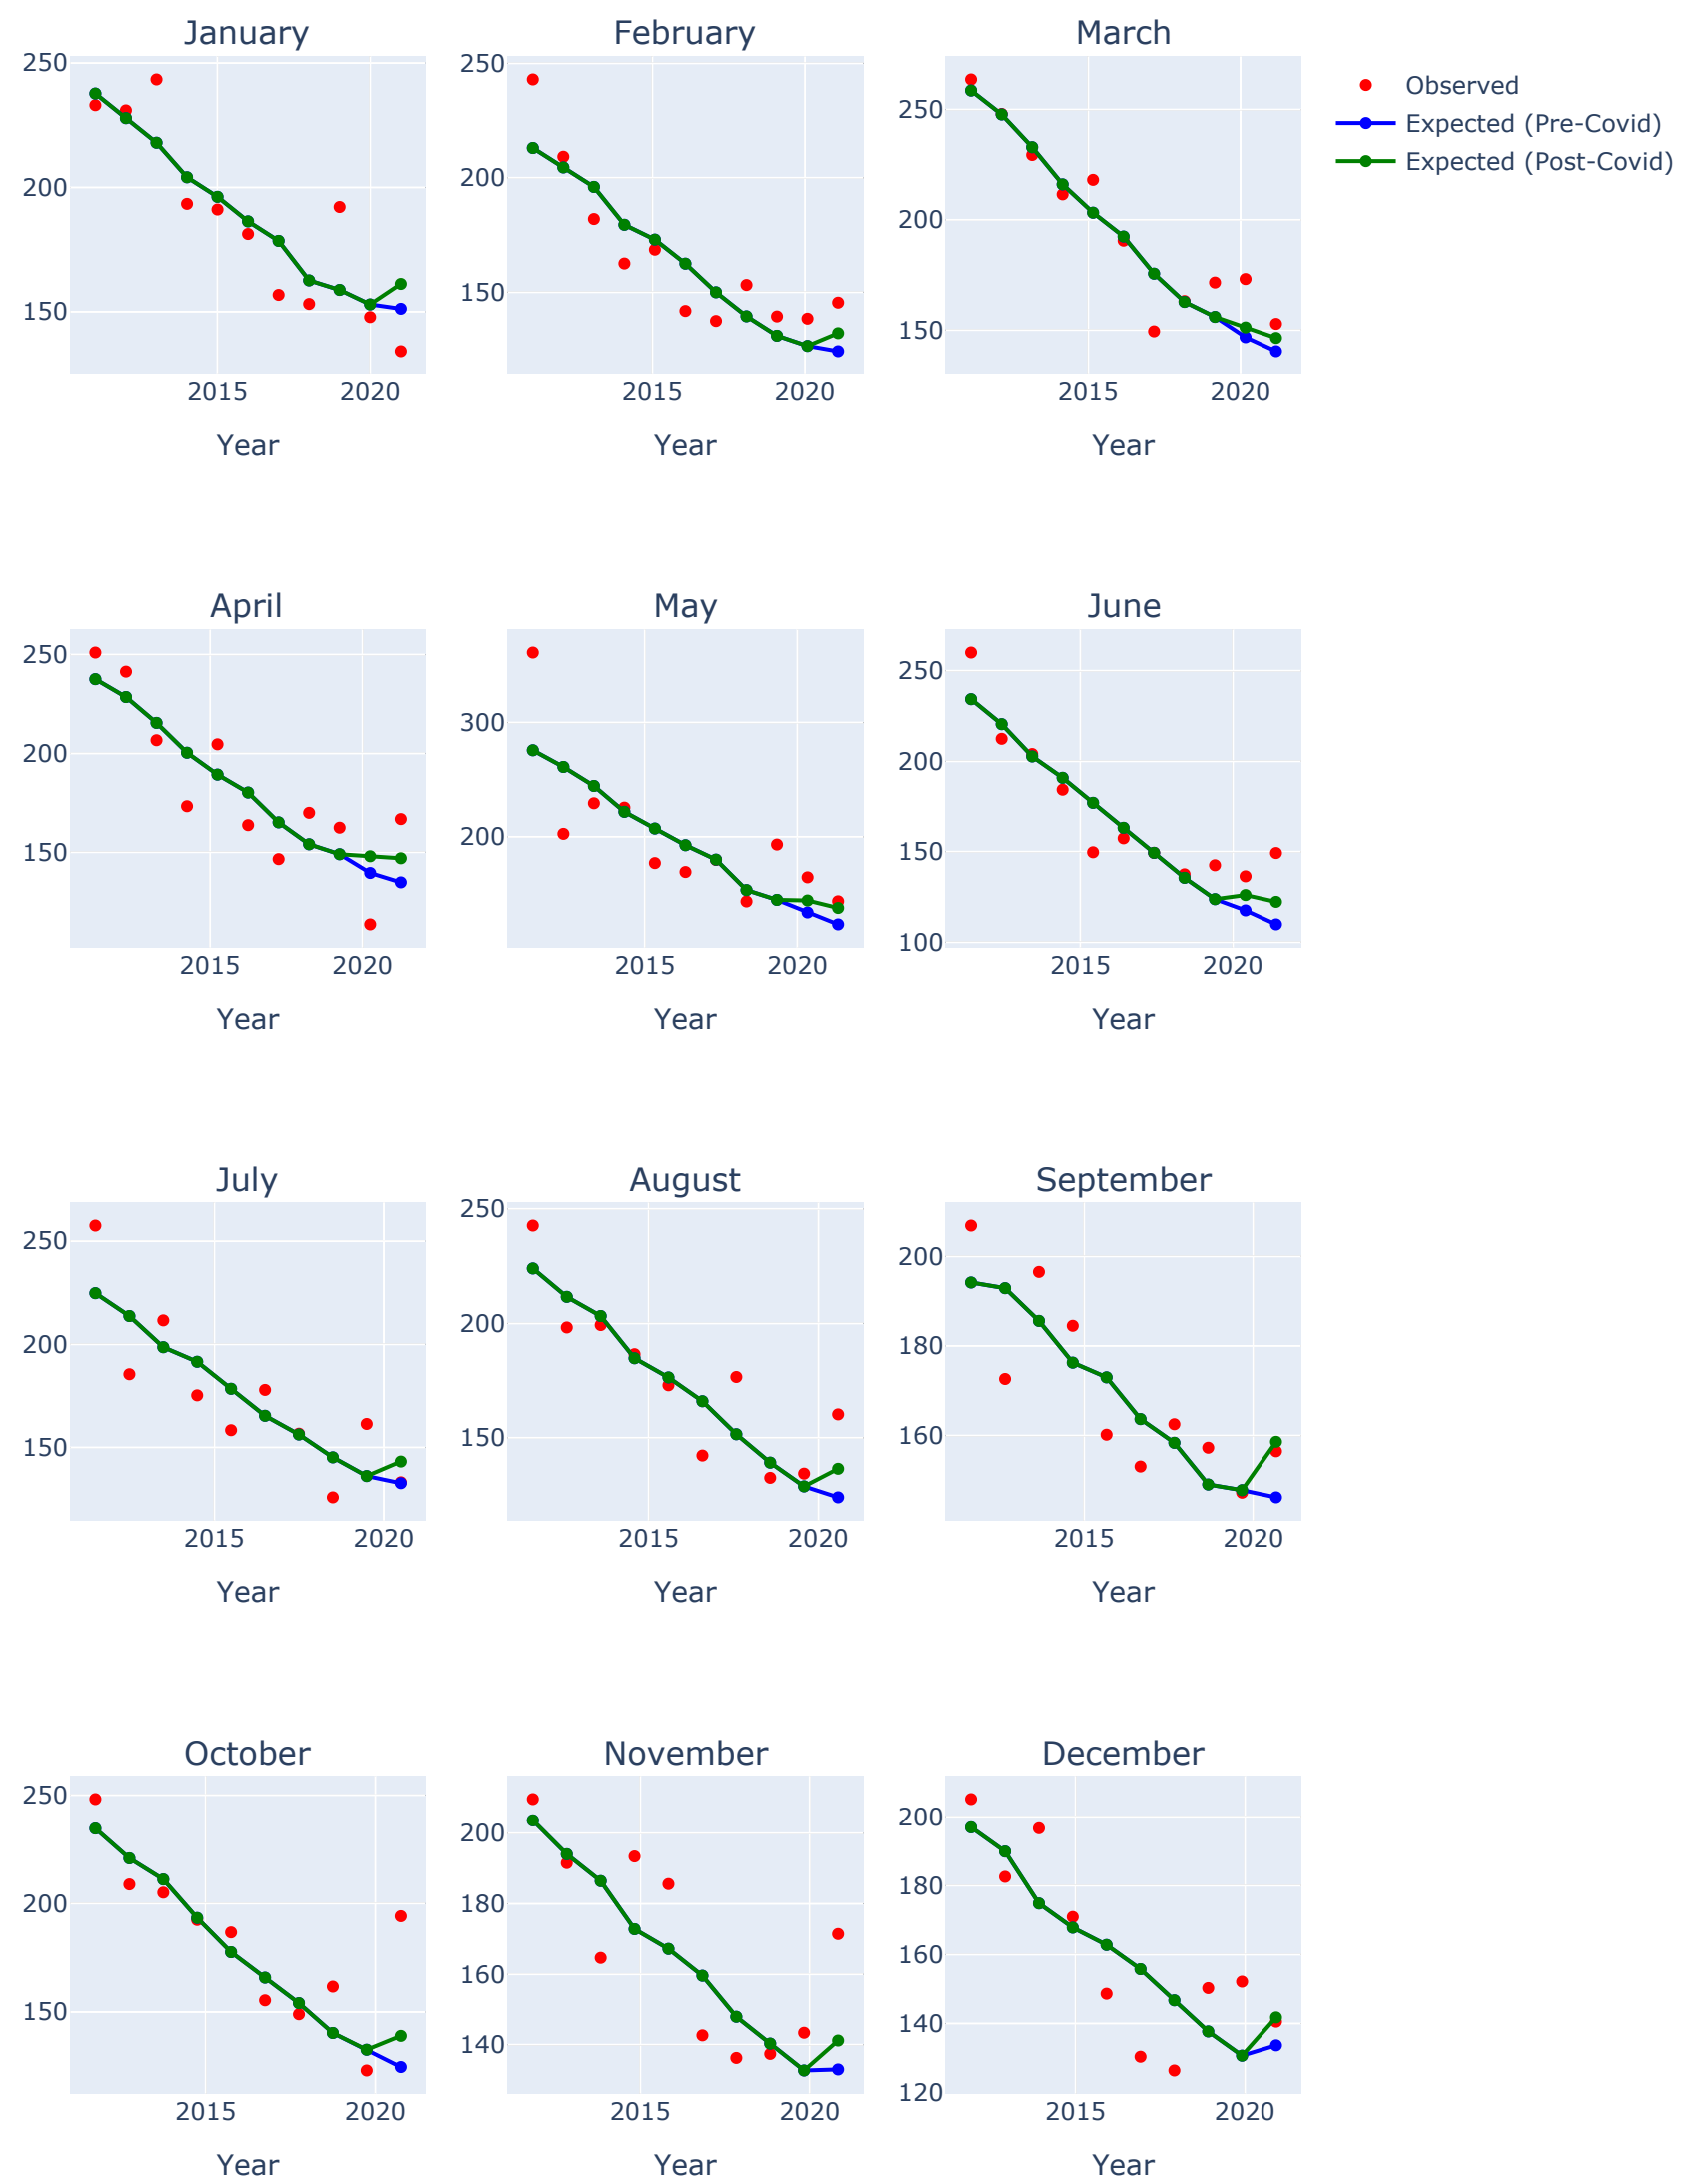 January
February
March
250
200
150
2015
2020
Year
250
200
150
2015
2020
Year
250
200
150
2015
2020
Year
Observed
Expected (Pre-Covid)
Expected (Post-Covid)
April
May
June
250
200
150
2015
2020
Year
300
200
2015
2020
Year
250
200
150
100
2015
2020
Year
July
August
September
250
200
150
2015
2020
Year
250
200
150
2015
2020
Year
200
180
160
2015
2020
Year
October
November
December
250
200
150
2015
2020
Year
200
180
160
140
2015
2020
Year
200
180
160
140
120
2015
2020
Year